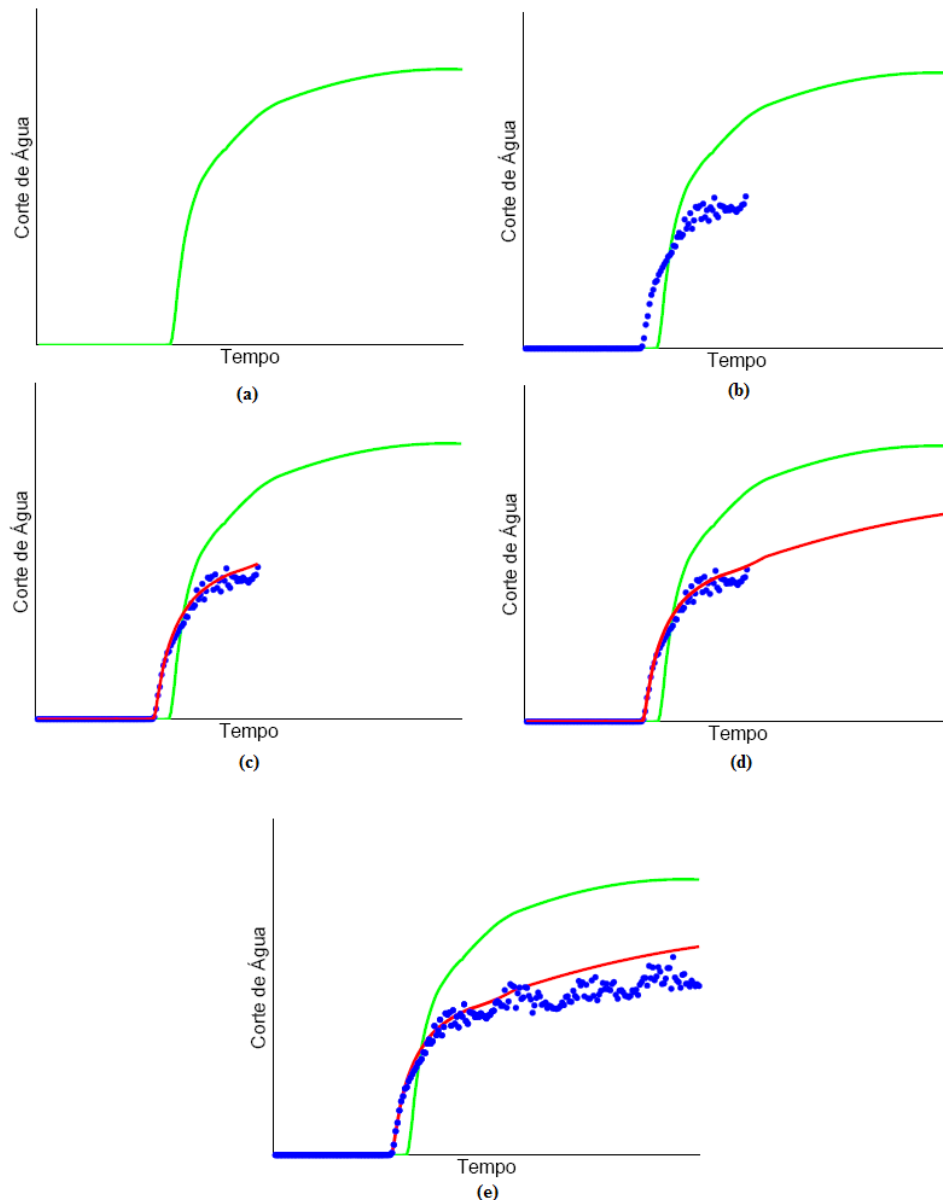 Corte de Água
Tempo
(a)
Corte de Água
Tempo
(b)
Corte de Água
Tempo
(c)
Corte de Água
Tempo
(d)
Corte de Água
Tempo
(e)